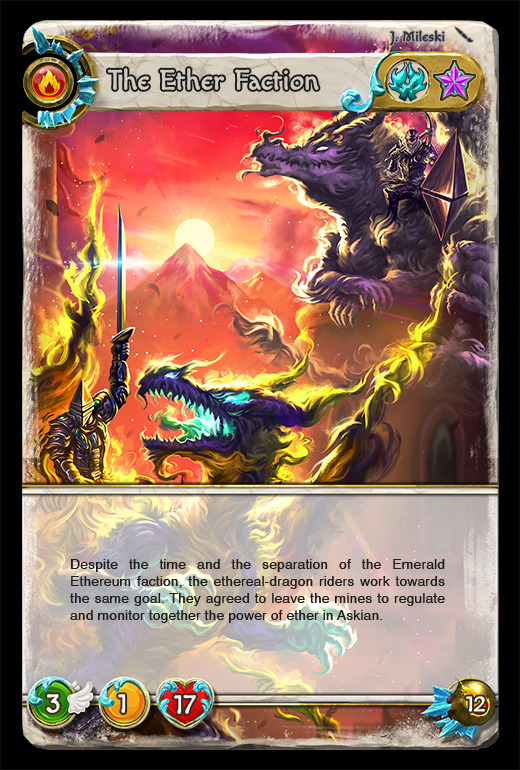 J. Mileski
The Ether Faction
Despite the time and the separation of the Emerald
Ethereum faction, the ethereal-dragon riders work towards
the same goal. They agreed to leave the mines to regulate
and monitor together the power of ether in Askian.
3 1 17 12